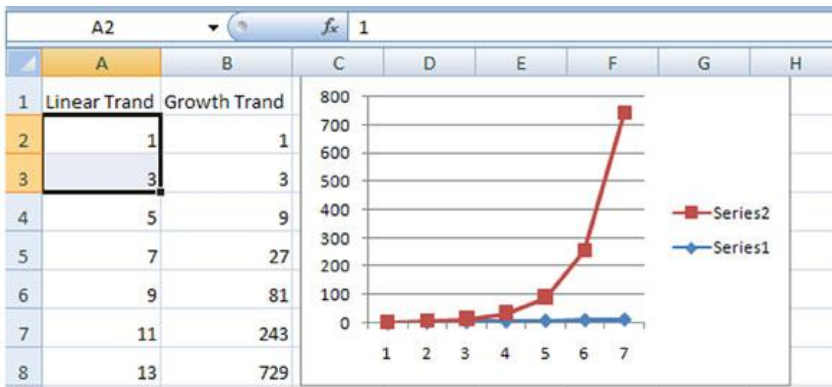 A2 fx 1
A B C D E F G H
1 Linear Trand Growth Trand
2 1 1
3 3 3
4 5 9
5 7 27
6 9 81
7 11 243
8 13 729
800
700
600
500
400
300
200
100
0
1 2 3 4 5 6 7
Series2
Series1